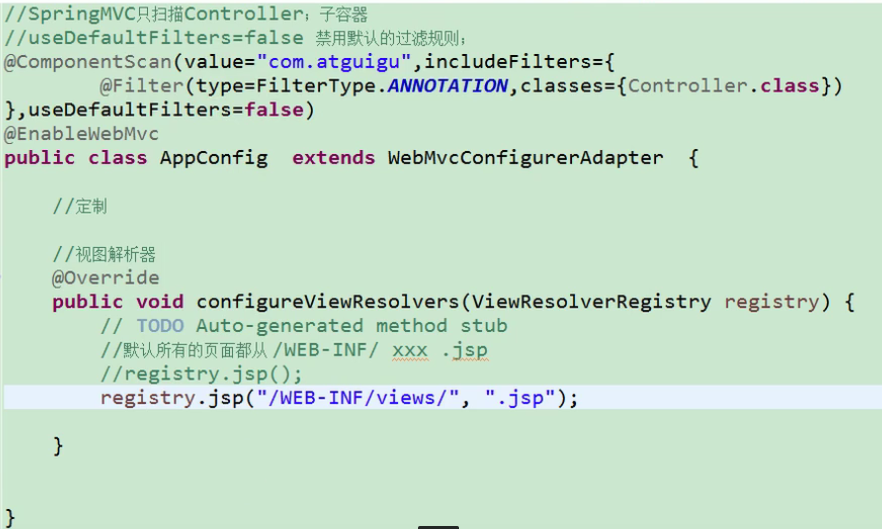 //SpringMVC只扫描Controller；子容器
//useDefaultFilters=false 禁用默认的过滤规则；
@ComponentScan(value="com.atguigu",includeFilters={
        @Filter(type=FilterType.ANNOTATION,classes={Controller.class})
},useDefaultFilters=false)
@EnableWebMvc
public class AppConfig  extends WebMvcConfigurerAdapter  {
    //定制
    //视图解析器
    @Override
    public void configureViewResolvers(ViewResolverRegistry registry) {
        // TODO Auto-generated method stub
        //默认所有的页面都从 /WEB-INF/ xxx .jsp
        //registry.jsp();
        registry.jsp("/WEB-INF/views/", ".jsp");
    }
}